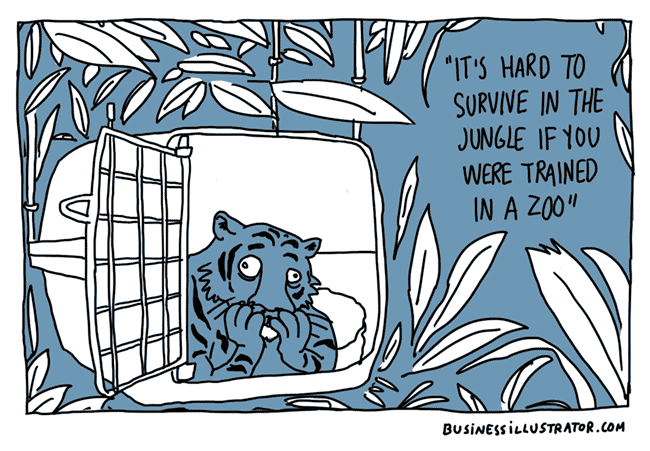 "IT'S HARD TO
SURVIVE IN THE
JUNGLE IF YOU
WERE TRAINED
IN A ZOO"
BUSINESSILLUSTRATOR.COM